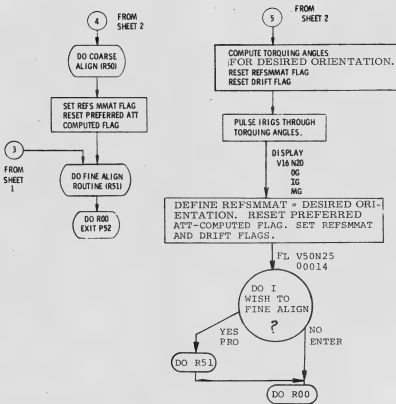 4
FROM
SHEET 2
DO COARSE
ALIGN (R50)
SET REFS MMAT FLAG
RESET PREFERRED ATT
COMPUTED FLAG
3
FROM
SHEET
1
DO FINE ALIGN
ROUTINE (R51)
DO R00
EXIT P52
5
FROM
SHEET 2
COMPUTE TORQUING ANGLES
(FOR DESIRED ORIENTATION.
RESET REFSMMAT FLAG
RESET DRIFT FLAG
PULSE IRIGS THROUGH
TORQUING ANGLES.
DISPLAY
V16 N20
OG
IG
MG
DEFINE REFSMMAT = DESIRED ORI-
ENTATION. RESET PREFERRED
ATT-COMPUTED FLAG. SET REFSMMAT
AND DRIFT FLAGS.
FL V50N25
00014
DO I
WISH TO
FINE ALIGN
?
YES
PRO
NO
ENTER
DO R51
DO R00